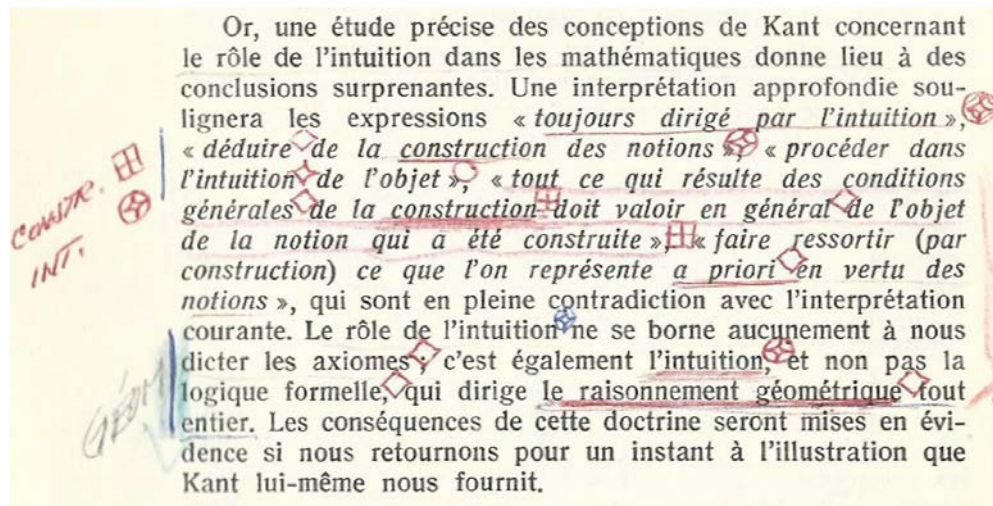 Or, une étude précise des conceptions de Kant concernant
le rôle de l'intuition dans les mathématiques donne lieu à des
conclusions surprenantes. Une interprétation approfondie sou-
lignera les expressions « toujours dirigé par l'intuition »,
« déduire de la construction des notions », « procéder dans
l'intuition de l'objet », « tout ce qui résulte des conditions
générales de la construction doit valoir en général de l'objet
de la notion qui a été construite », « faire ressortir (par
construction) ce que l'on représente a priori en vertu des
notions », qui sont en pleine contradiction avec l'interprétation
courante. Le rôle de l'intuition ne se borne aucunement à nous
dicter les axiomes ; c'est également l'intuition, et non pas la
logique formelle, qui dirige le raisonnement géométrique tout
entier. Les conséquences de cette doctrine seront mises en évi-
dence si nous retournons pour un instant à l'illustration que
Kant lui-même nous fournit.
CONSTR.
INT.
GÉOM